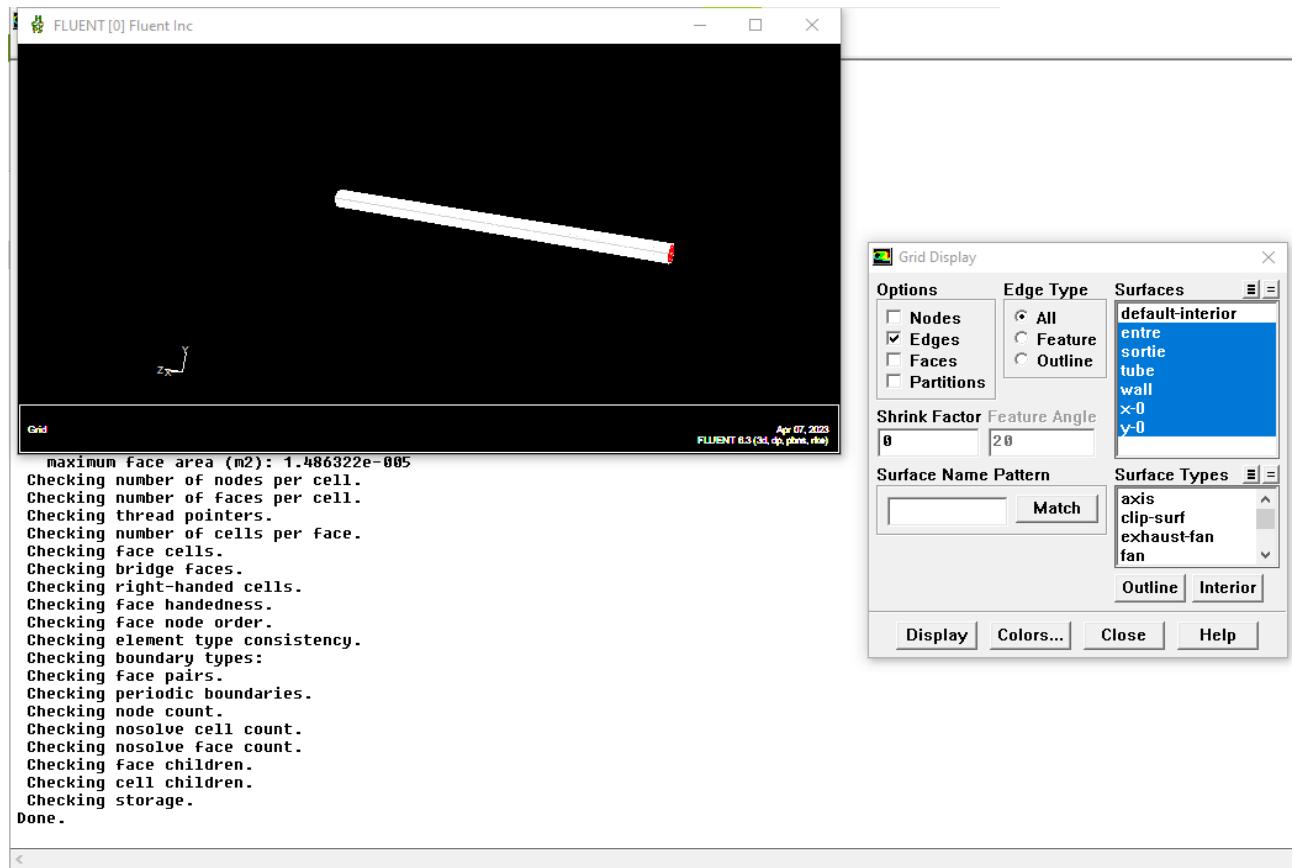 FLUENT [0] Fluent Inc
Y
Z X
Grid
Apr 07, 2023
FLUENT 6.3 (3d, dp, pbns, rke)
maximum face area (m2): 1.486322e-005
Checking number of nodes per cell.
Checking number of faces per cell.
Checking thread pointers.
Checking number of cells per face.
Checking face cells.
Checking bridge faces.
Checking right-handed cells.
Checking face handedness.
Checking face node order.
Checking element type consistency.
Checking boundary types:
Checking face pairs.
Checking periodic boundaries.
Checking node count.
Checking nosolve cell count.
Checking nosolve face count.
Checking face children.
Checking cell children.
Checking storage.
Done.
Grid Display
Options
Nodes
Edges
Faces
Partitions
Edge Type
All
Feature
Outline
Shrink Factor
0
Feature Angle
20
Surface Name Pattern
Match
Surfaces
default-interior
entre
sortie
tube
wall
x-0
y-0
Surface Types
axis
clip-surf
exhaust-fan
fan
Outline
Interior
Display
Colors...
Close
Help